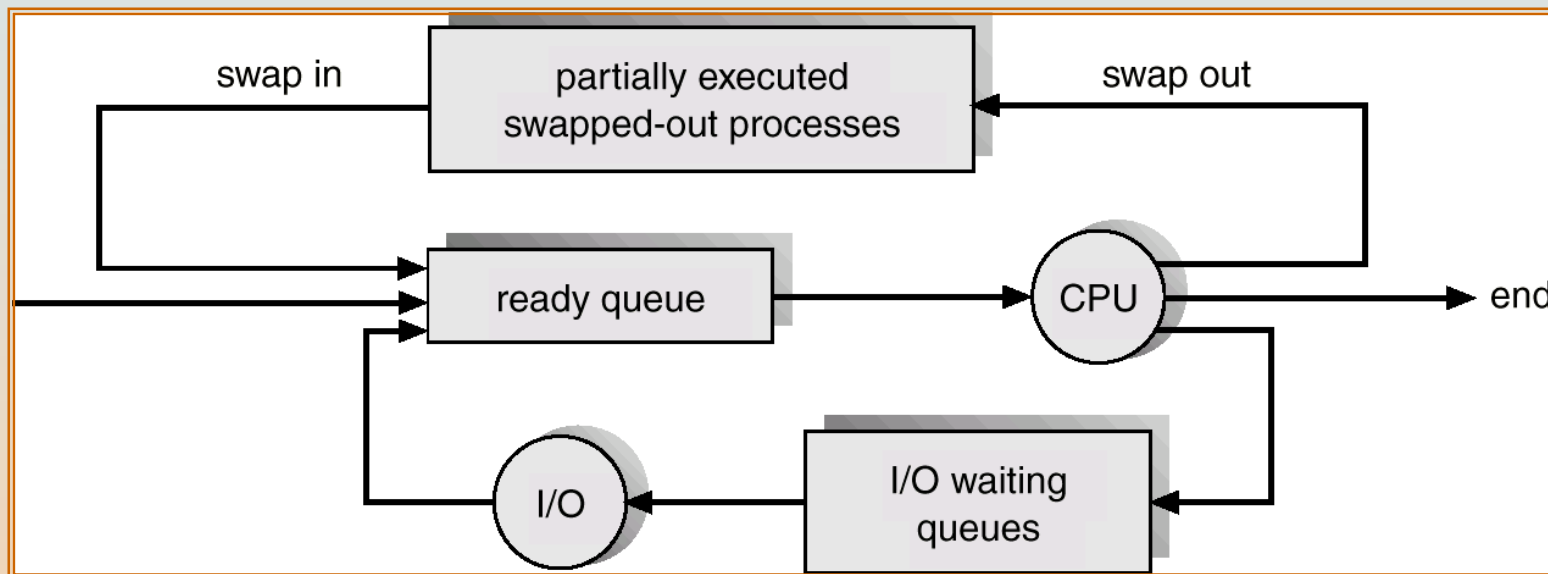 swap in
partially executed
swapped-out processes
swap out
ready queue
CPU
end
I/O
I/O waiting
queues